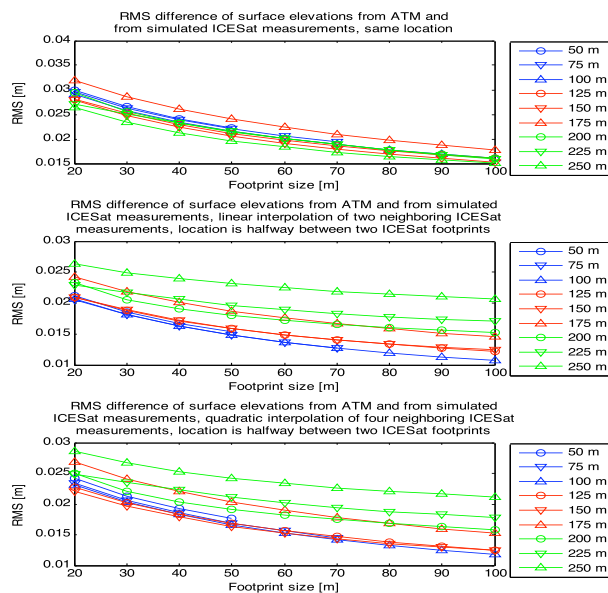 RMS difference of surface elevations from ATM and
from simulated ICESat measurements, same location
0.04
0.035
0.03
0.025
0.02
0.015
RMS [m]
20 30 40 50 60 70 80 90 100
Footprint size [m]
50 m
75 m
100 m
125 m
150 m
175 m
200 m
225 m
250 m
RMS difference of surface elevations from ATM and from simulated
ICESat measurements, linear interpolation of two neighboring ICESat
measurements, location is halfway between two ICESat footprints
0.03
0.025
0.02
0.015
0.01
RMS [m]
20 30 40 50 60 70 80 90 100
Footprint size [m]
50 m
75 m
100 m
125 m
150 m
175 m
200 m
225 m
250 m
RMS difference of surface elevations from ATM and from simulated
ICESat measurements, quadratic interpolation of four neighboring ICESat
measurements, location is halfway between two ICESat footprints
0.03
0.025
0.02
0.015
0.01
RMS [m]
20 30 40 50 60 70 80 90 100
Footprint size [m]
50 m
75 m
100 m
125 m
150 m
175 m
200 m
225 m
250 m